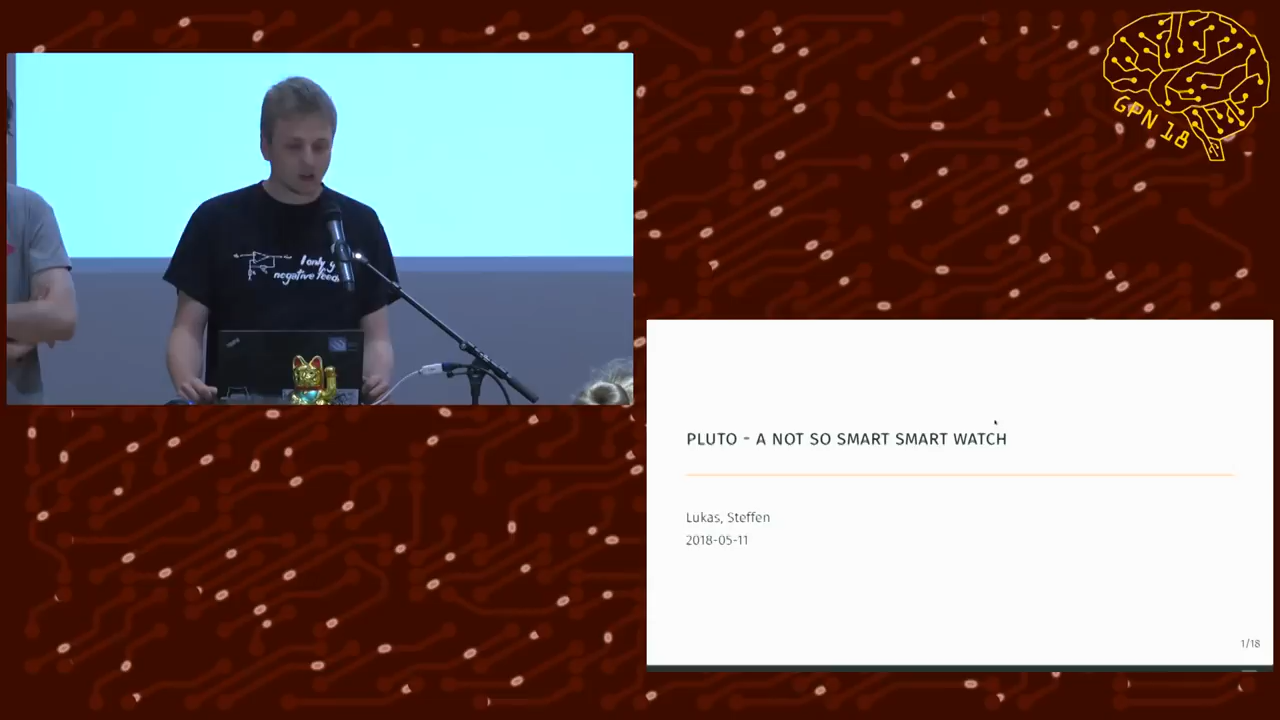 GPN 18
I only g
negative feed
PLUTO - A NOT SO SMART SMART WATCH
Lukas, Steffen
2018-05-11
1/18